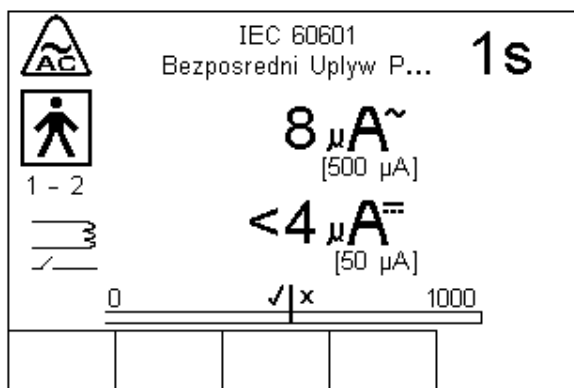 AC
IEC 60601
Bezposredni Uplyw P...
1s
8 µA~
[500 µA]
1 - 2
<4 µA⎓
[50 µA]
0 ✓ x 1000